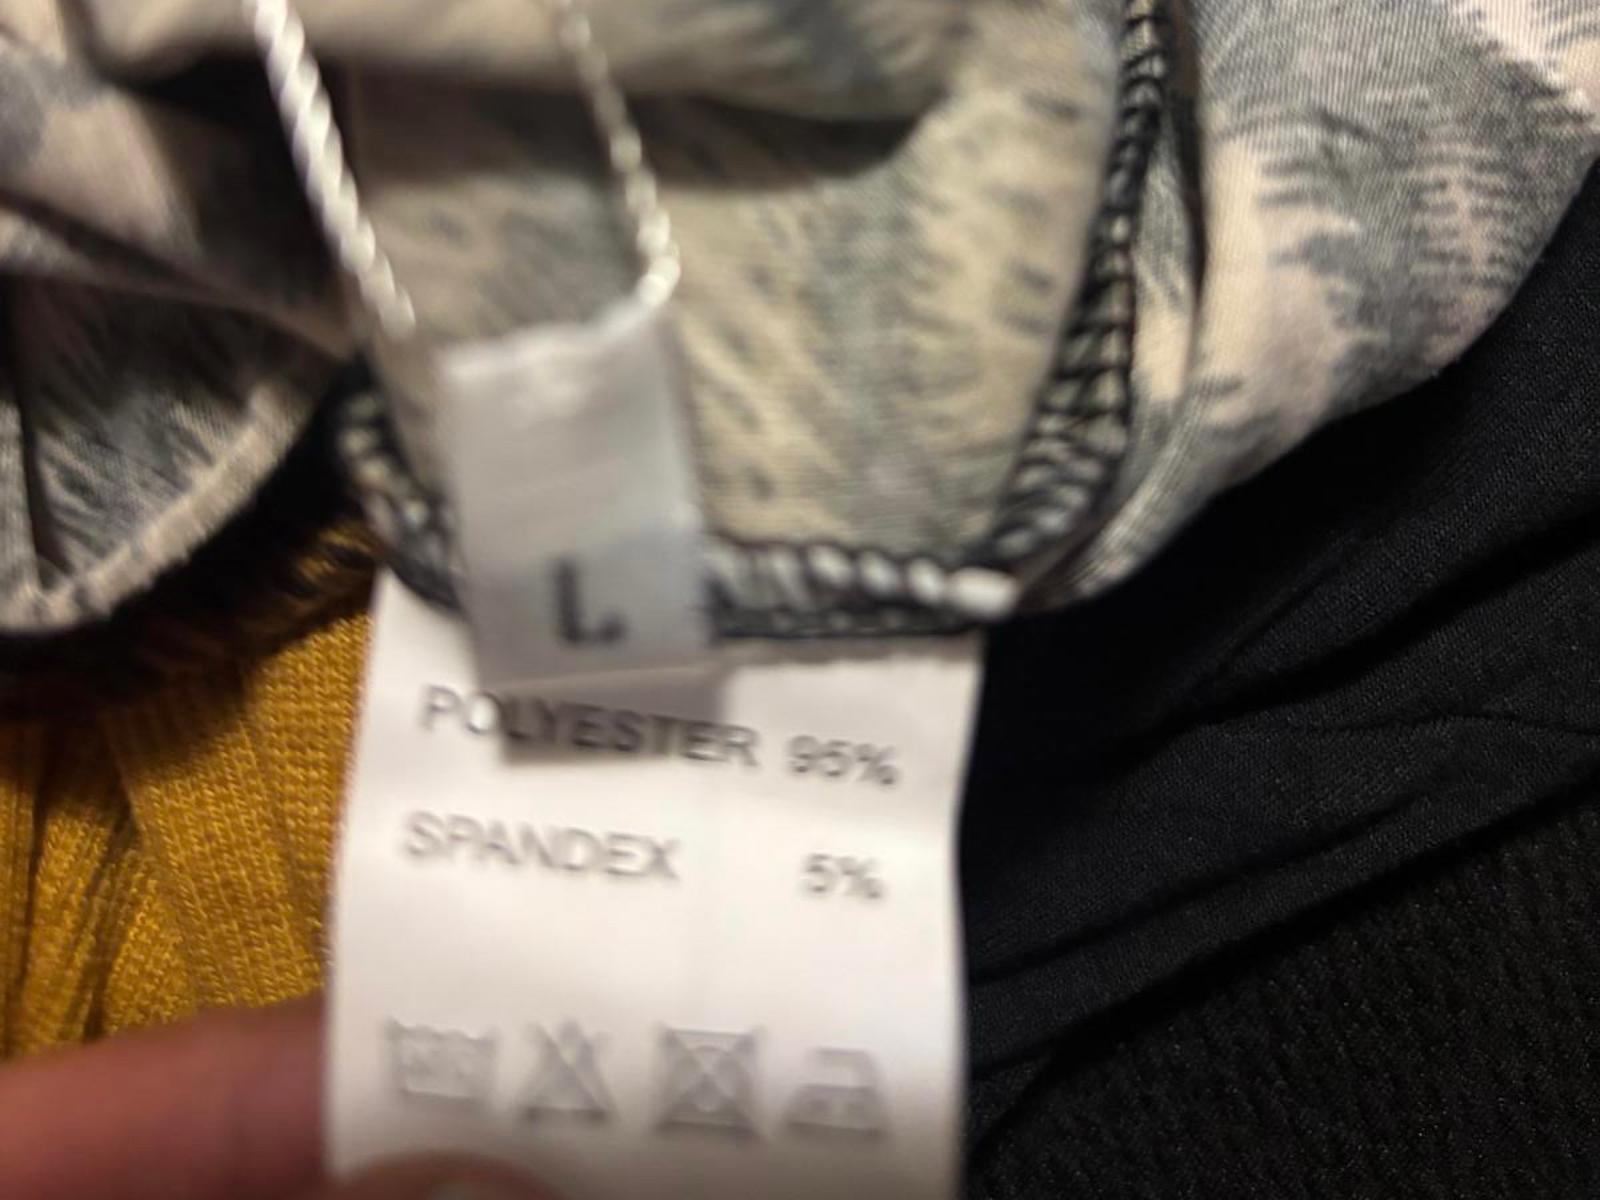 L
POLYESTER 95%
SPANDEX 5%